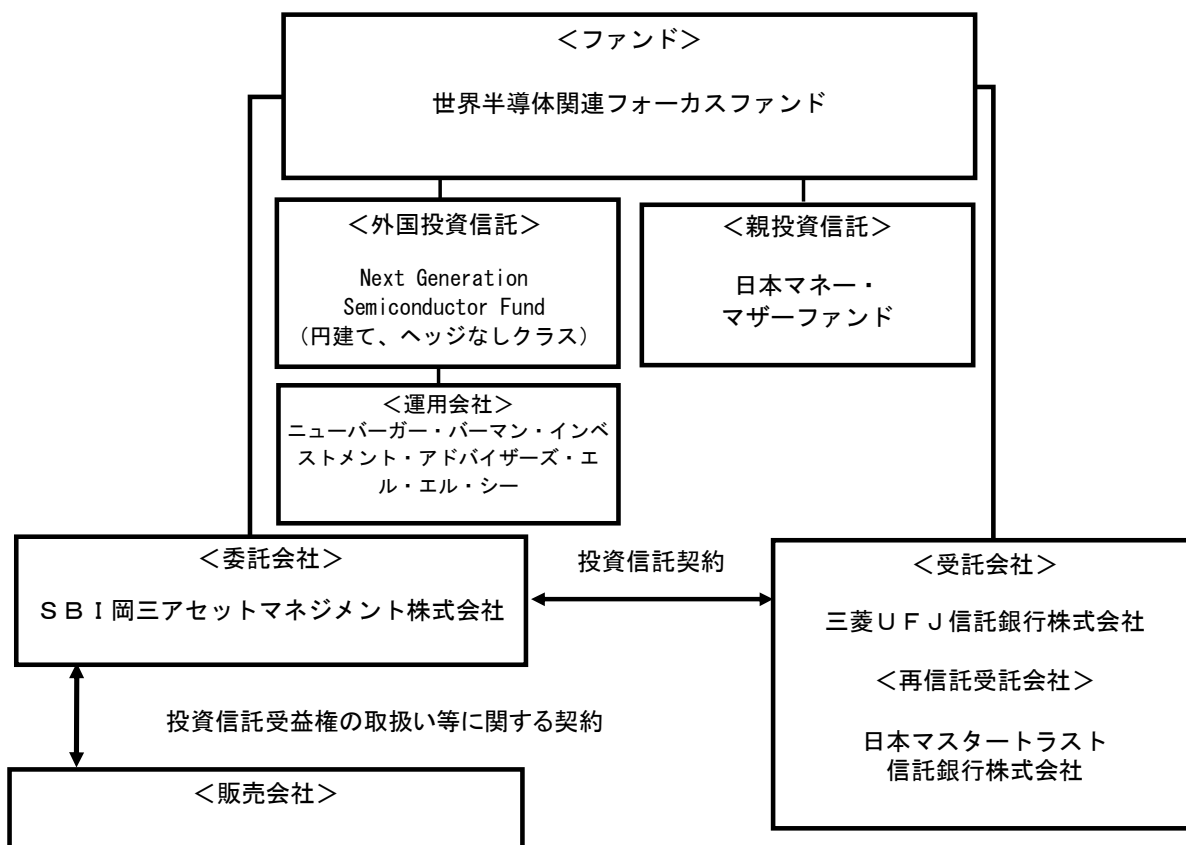 ＜ファンド＞
世界半導体関連フォーカスファンド
＜外国投資信託＞
Next Generation
Semiconductor Fund
（円建て、ヘッジなしクラス）
＜親投資信託＞
日本マネー・
マザーファンド
＜運用会社＞
ニューバーガー・バーマン・インベ
ストメント・アドバイザーズ・エ
ル・エル・シー
＜委託会社＞
ＳＢＩ岡三アセットマネジメント株式会社
投資信託契約
＜受託会社＞
三菱ＵＦＪ信託銀行株式会社
＜再信託受託会社＞
日本マスタートラスト
信託銀行株式会社
投資信託受益権の取扱い等に関する契約
＜販売会社＞